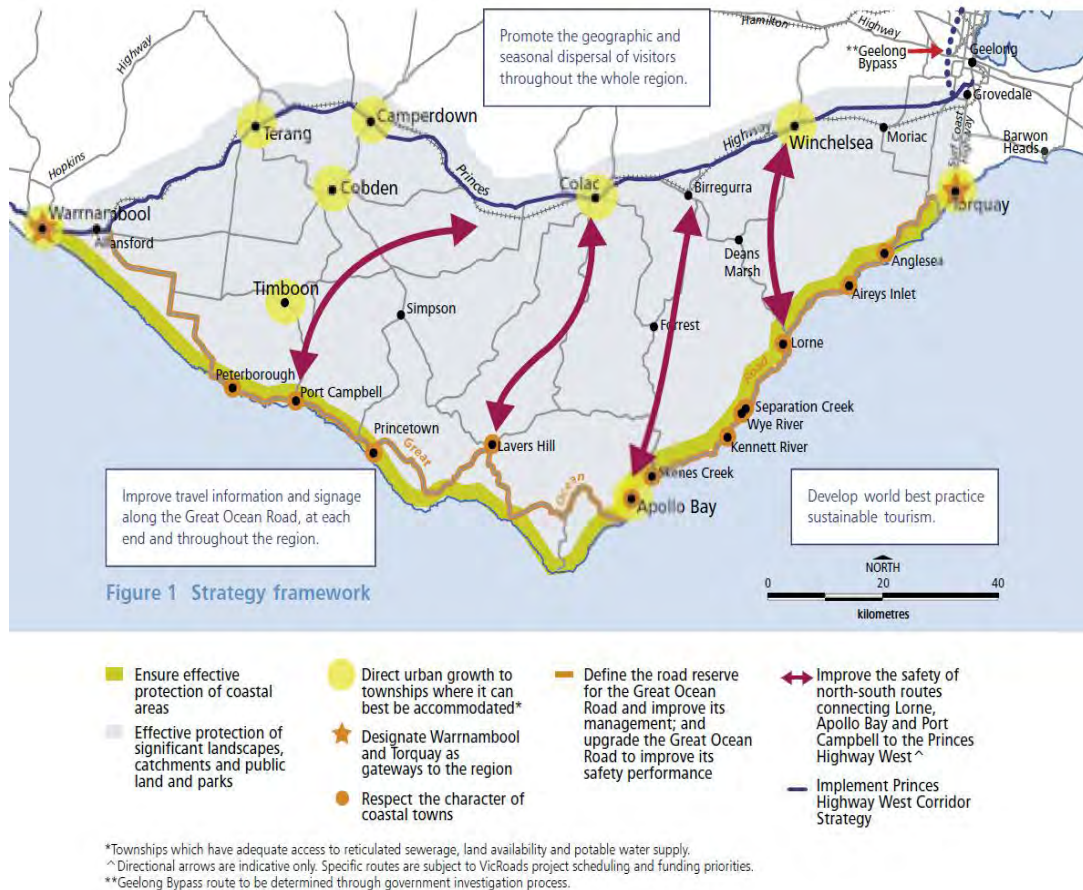 Promote the geographic and
seasonal dispersal of visitors
throughout the whole region.
Hamilton
Highway
Highway
**Geelong
Bypass
Geelong
Grovedale
Camperdown
Terang
Highway
Winchelsea
Moriac
Surf Coast
Highway
Barwon
Heads
Hopkins
Princes
Cobden
Colac
Birregurra
Warrnambool
Allansford
Torquay
Deans
Marsh
Anglesea
Timboon
Simpson
Forrest
Aireys Inlet
Lorne
Peterborough
Port Campbell
Road
Separation Creek
Wye River
Princetown
Great
Lavers Hill
Kennett River
Skenes Creek
Ocean
Apollo Bay
Improve travel information and signage
along the Great Ocean Road, at each
end and throughout the region.
Develop world best practice
sustainable tourism.
Figure 1 Strategy framework
NORTH
0 20 40
kilometres
Ensure effective
protection of coastal
areas
Effective protection of
significant landscapes,
catchments and public
land and parks
Direct urban growth to
townships where it can
best be accommodated*
Designate Warrnambool
and Torquay as
gateways to the region
Respect the character of
coastal towns
Define the road reserve
for the Great Ocean
Road and improve its
management; and
upgrade the Great Ocean
Road to improve its
safety performance
Improve the safety of
north-south routes
connecting Lorne,
Apollo Bay and Port
Campbell to the Princes
Highway West^
Implement Princes
Highway West Corridor
Strategy
*Townships which have adequate access to reticulated sewerage, land availability and potable water supply.
^Directional arrows are indicative only. Specific routes are subject to VicRoads project scheduling and funding priorities.
**Geelong Bypass route to be determined through government investigation process.